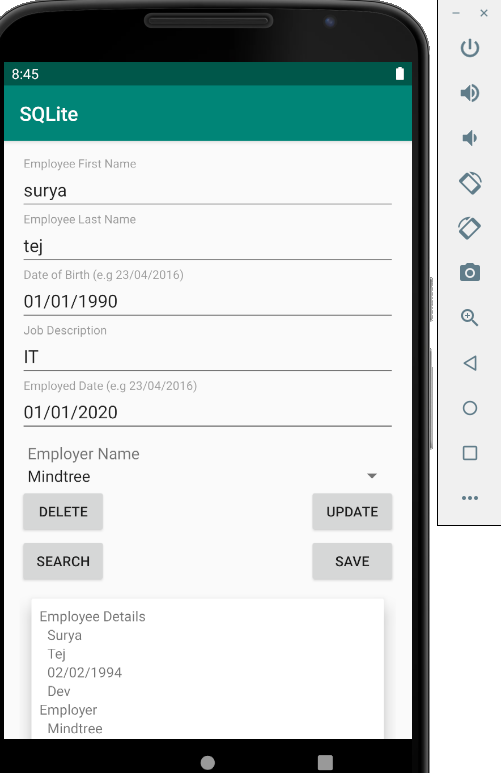 8:45
SQLite
Employee First Name
surya
Employee Last Name
tej
Date of Birth (e.g 23/04/2016)
01/01/1990
Job Description
IT
Employed Date (e.g 23/04/2016)
01/01/2020
Employer Name
Mindtree
DELETE UPDATE
SEARCH SAVE
Employee Details
Surya
Tej
02/02/1994
Dev
Employer
Mindtree